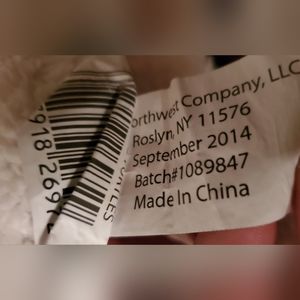 orthwest Company, LLC
Roslyn, NY 11576
September 2014
Batch#1089847
Made In China